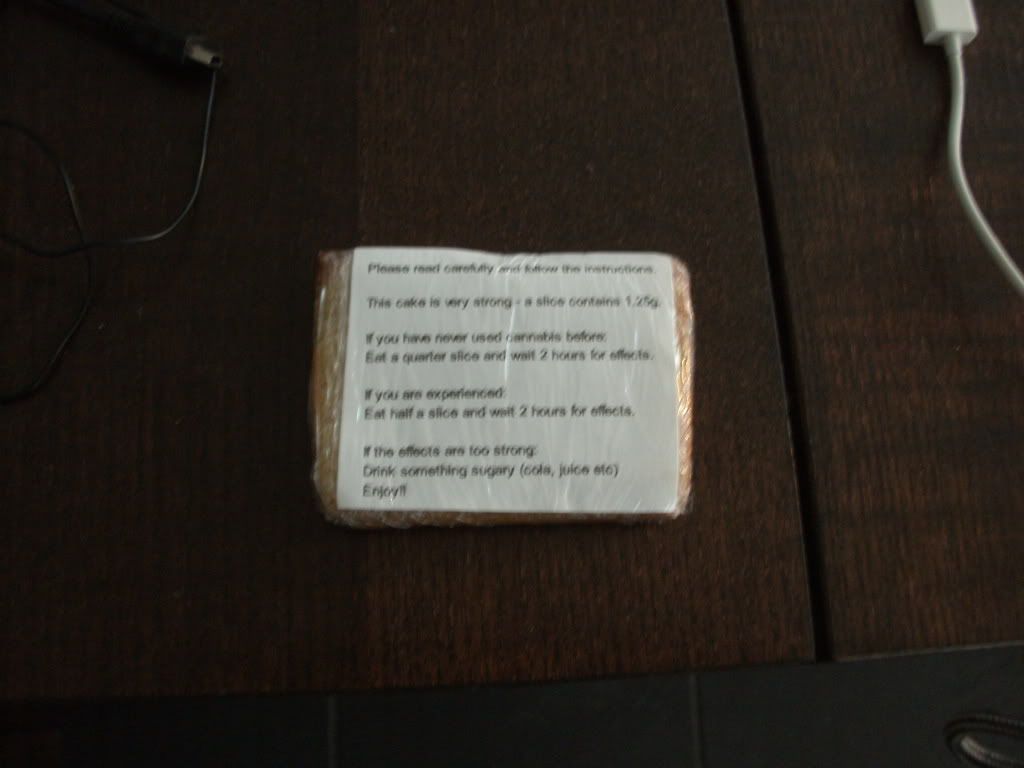 Please read carefully and follow the instructions.
This cake is very strong - a slice contains 1,25g.
If you have never used cannabis before:
Eat a quarter slice and wait 2 hours for effects.
If you are experienced:
Eat half a slice and wait 2 hours for effects.
If the effects are too strong:
Drink something sugary (cola, juice etc)
Enjoy!!